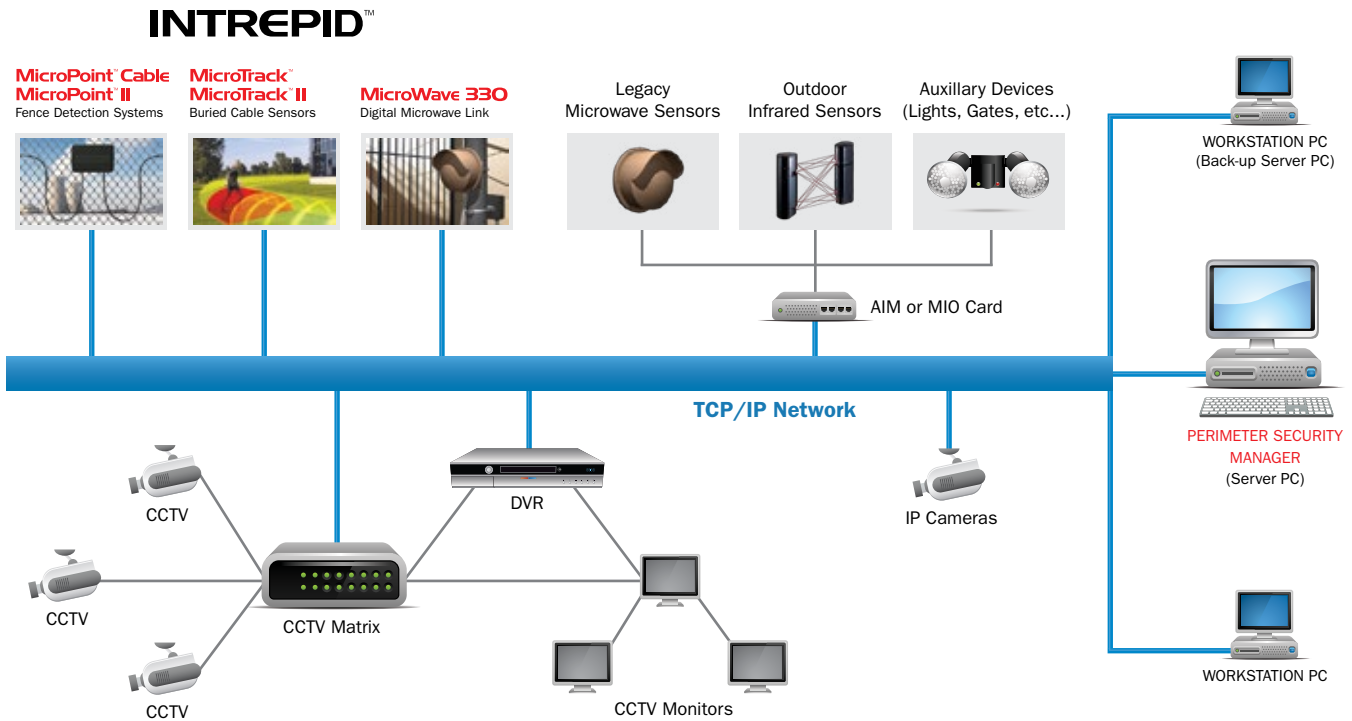 INTREPID™
MicroPoint™ Cable
MicroPoint™ II
Fence Detection Systems
MicroTrack™
MicroTrack™ II
Buried Cable Sensors
MicroWave 330
Digital Microwave Link
Legacy
Microwave Sensors
Outdoor
Infrared Sensors
Auxillary Devices
(Lights, Gates, etc...)
WORKSTATION PC
(Back-up Server PC)
AIM or MIO Card
TCP/IP Network
PERIMETER SECURITY
MANAGER
(Server PC)
CCTV
DVR
IP Cameras
CCTV
CCTV Matrix
WORKSTATION PC
CCTV
CCTV Monitors